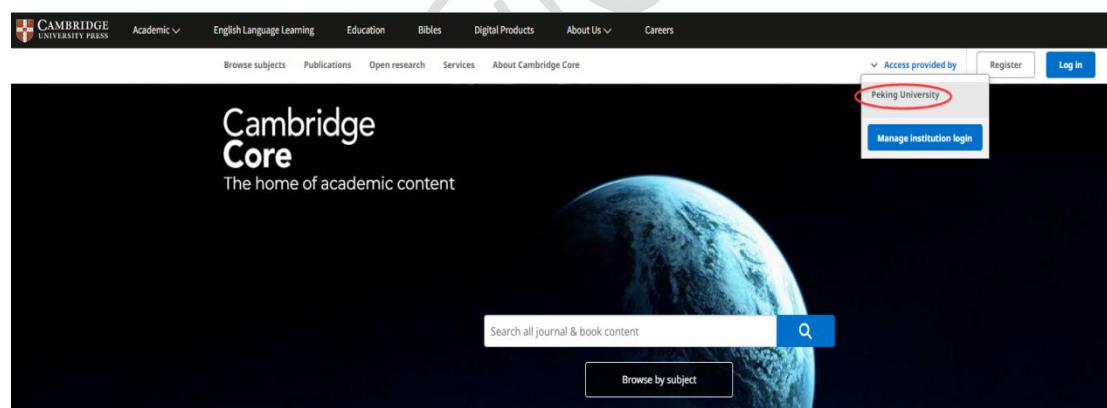 CAMBRIDGE
UNIVERSITY PRESS
Academic English Language Learning Education Bibles Digital Products About Us Careers
Browse subjects Publications Open research Services About Cambridge Core Access provided by Register Log in
Peking University
Manage institution login
Cambridge
Core
The home of academic content
Search all journal & book content
Browse by subject